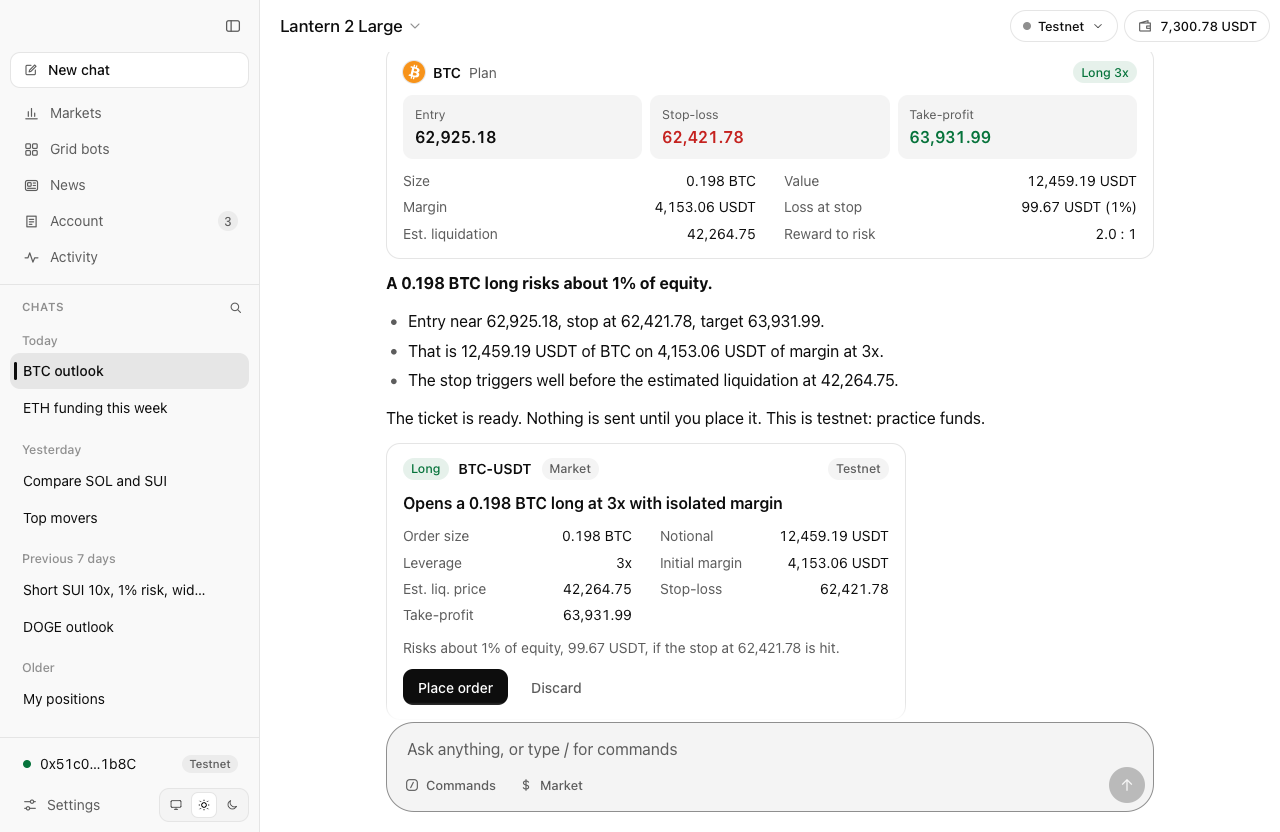 Lantern 2 Large
Testnet
7,300.78 USDT
New chat
Markets
Grid bots
News
Account 3
Activity
CHATS
Today
BTC outlook
ETH funding this week
Yesterday
Compare SOL and SUI
Top movers
Previous 7 days
Short SUI 10x, 1% risk, wid...
DOGE outlook
Older
My positions
0x51c0...1b8C Testnet
Settings
BTC Plan Long 3x
Entry
62,925.18
Stop-loss
62,421.78
Take-profit
63,931.99
Size 0.198 BTC Value 12,459.19 USDT
Margin 4,153.06 USDT Loss at stop 99.67 USDT (1%)
Est. liquidation 42,264.75 Reward to risk 2.0 : 1
A 0.198 BTC long risks about 1% of equity.
• Entry near 62,925.18, stop at 62,421.78, target 63,931.99.
• That is 12,459.19 USDT of BTC on 4,153.06 USDT of margin at 3x.
• The stop triggers well before the estimated liquidation at 42,264.75.
The ticket is ready. Nothing is sent until you place it. This is testnet: practice funds.
Long BTC-USDT Market Testnet
Opens a 0.198 BTC long at 3x with isolated margin
Order size 0.198 BTC Notional 12,459.19 USDT
Leverage 3x Initial margin 4,153.06 USDT
Est. liq. price 42,264.75 Stop-loss 62,421.78
Take-profit 63,931.99
Risks about 1% of equity, 99.67 USDT, if the stop at 62,421.78 is hit.
Place order Discard
Ask anything, or type / for commands
Commands $ Market